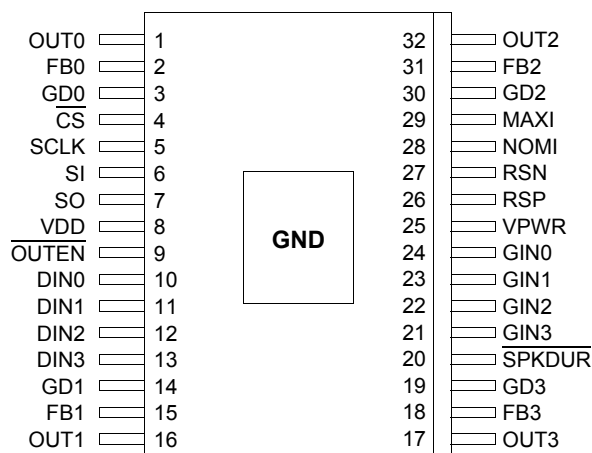 OUT0 1 32 OUT2
FB0 2 31 FB2
GD0 3 30 GD2
C̅S̅ 4 29 MAXI
SCLK 5 28 NOMI
SI 6 27 RSN
SO 7 26 RSP
VDD 8 25 VPWR
GND
O̅U̅T̅E̅N̅ 9 24 GIN0
DIN0 10 23 GIN1
DIN1 11 22 GIN2
DIN2 12 21 GIN3
DIN3 13 20 S̅P̅K̅D̅U̅R̅
GD1 14 19 GD3
FB1 15 18 FB3
OUT1 16 17 OUT3